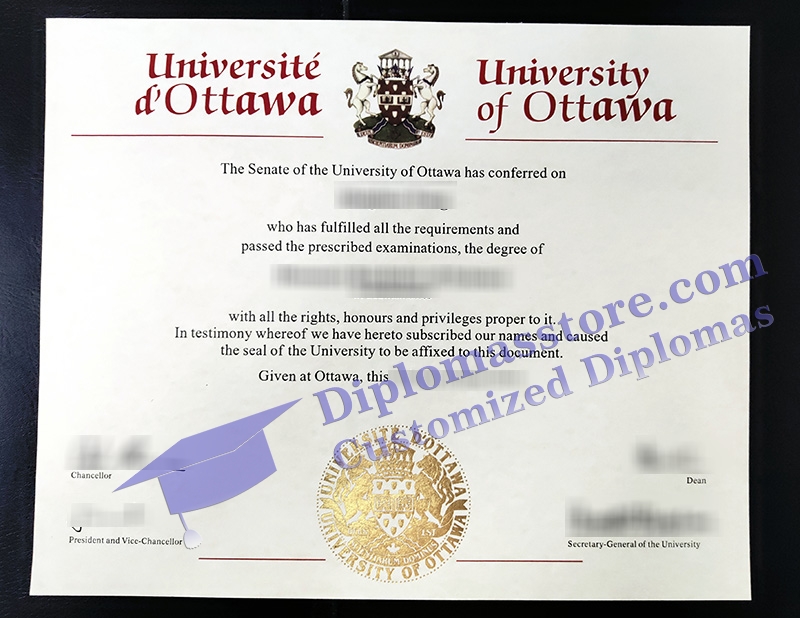 Université
d'Ottawa
University
of Ottawa
The Senate of the University of Ottawa has conferred on
who has fulfilled all the requirements and
passed the prescribed examinations, the degree of
with all the rights, honours and privileges proper to it.
In testimony whereof we have hereto subscribed our names and caused
the seal of the University to be affixed to this document.
Given at Ottawa, this
Diplomasstore.com
Customized Diplomas
Chancellor
Dean
President and Vice-Chancellor
Secretary-General of the University
UNIVERSITÉ D'OTTAWA
UNIVERSITY OF OTTAWA